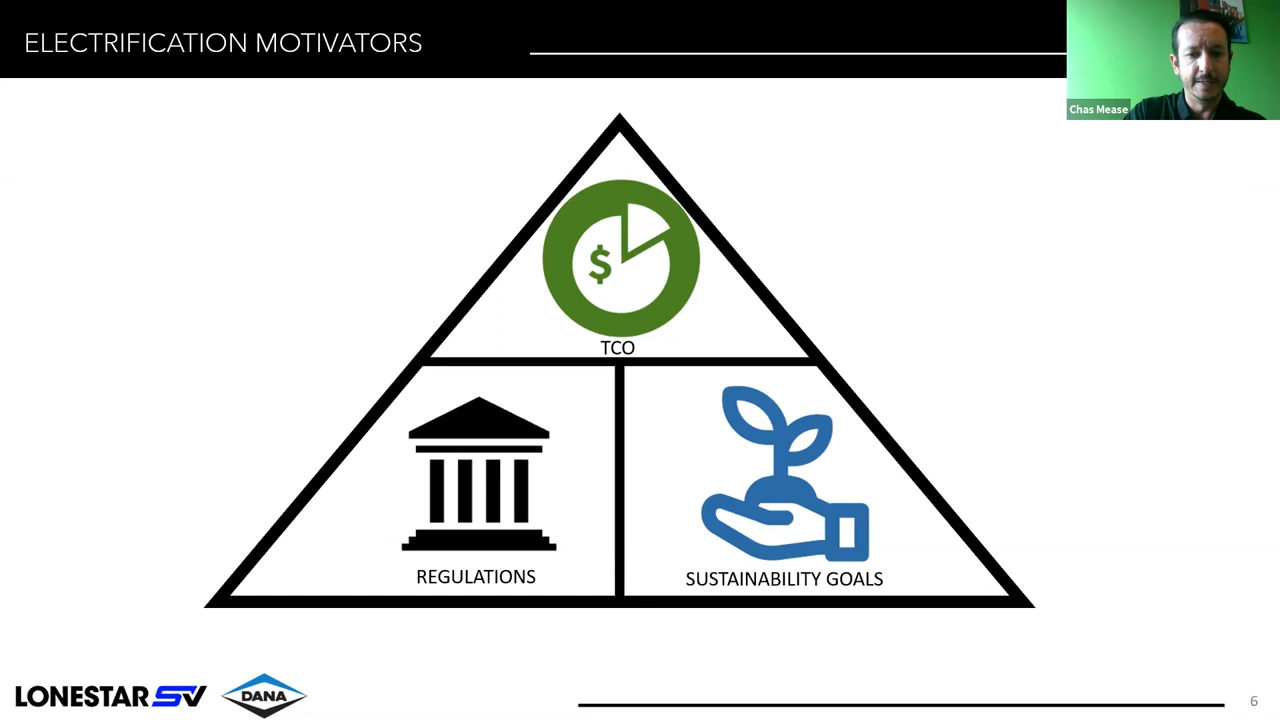 ELECTRIFICATION MOTIVATORS
Chas Mease
$
TCO
REGULATIONS
SUSTAINABILITY GOALS
LONESTAR SV
DANA
6